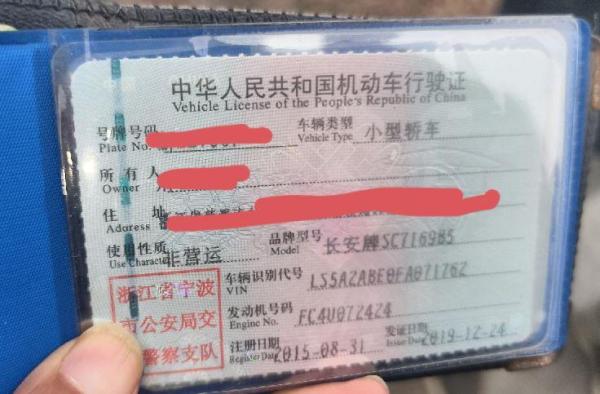 中华人民共和国机动车行驶证
Vehicle License of the People's Republic of China
号牌号码
Plate No.
车辆类型
Vehicle Type
小型轿车
所有人
Owner
住址
Address
使用性质
Use Character
非营运
品牌型号
Model
长安牌SC7169B5
浙江省宁波
市公安局交
警察支队
车辆识别代号
VIN
LS5A2ABE0FA071762
发动机号码
Engine No.
FC4U072424
注册日期
Register Date
2015-08-31
发证日期
Issue Date
2019-12-24